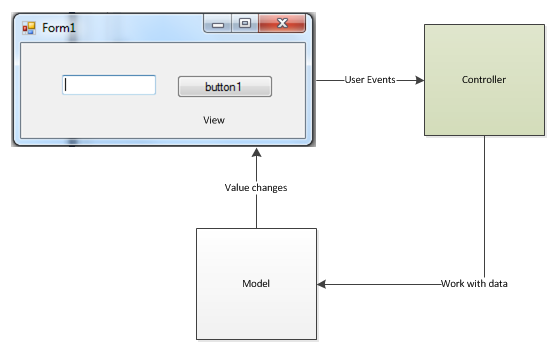 Form1
button1
View
User Events
Controller
Value changes
Model
Work with data